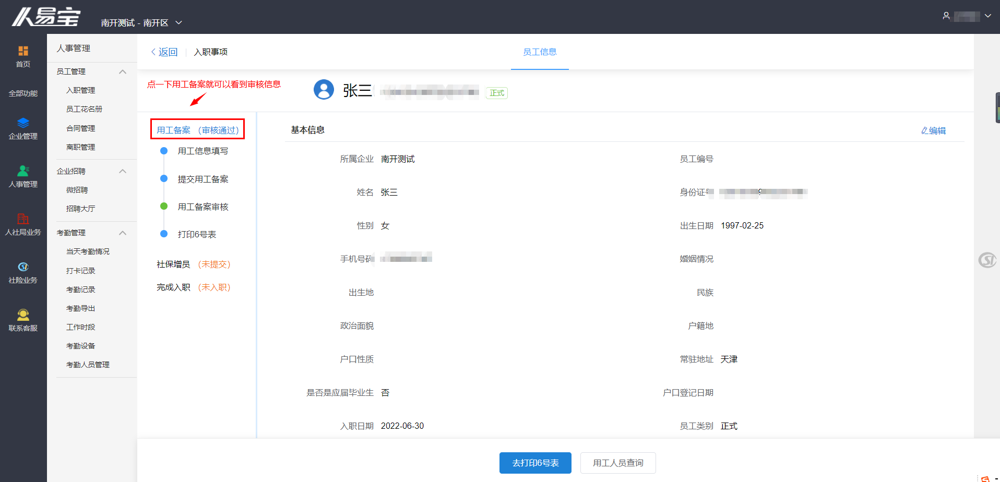 人易宝
南开测试 - 南开区
首页
全部功能
企业管理
人事管理
人社局业务
社险业务
联系客服
人事管理
员工管理
入职管理
员工花名册
合同管理
离职管理
企业招聘
微招聘
招聘大厅
考勤管理
当天考勤情况
打卡记录
考勤记录
考勤导出
工作时段
考勤设备
考勤人员管理
返回 入职事项
员工信息
点一下用工备案就可以看到审核信息
张三 正式
用工备案 （审核通过）
用工信息填写
提交用工备案
用工备案审核
打印6号表
社保增员 （未提交）
完成入职 （未入职）
基本信息 编辑
所属企业 南开测试 员工编号
姓名 张三 身份证号
性别 女 出生日期 1997-02-25
手机号码 婚姻情况
出生地 民族
政治面貌 户籍地
户口性质 常驻地址 天津
是否是应届毕业生 否 户口登记日期
入职日期 2022-06-30 员工类别 正式
去打印6号表 用工人员查询